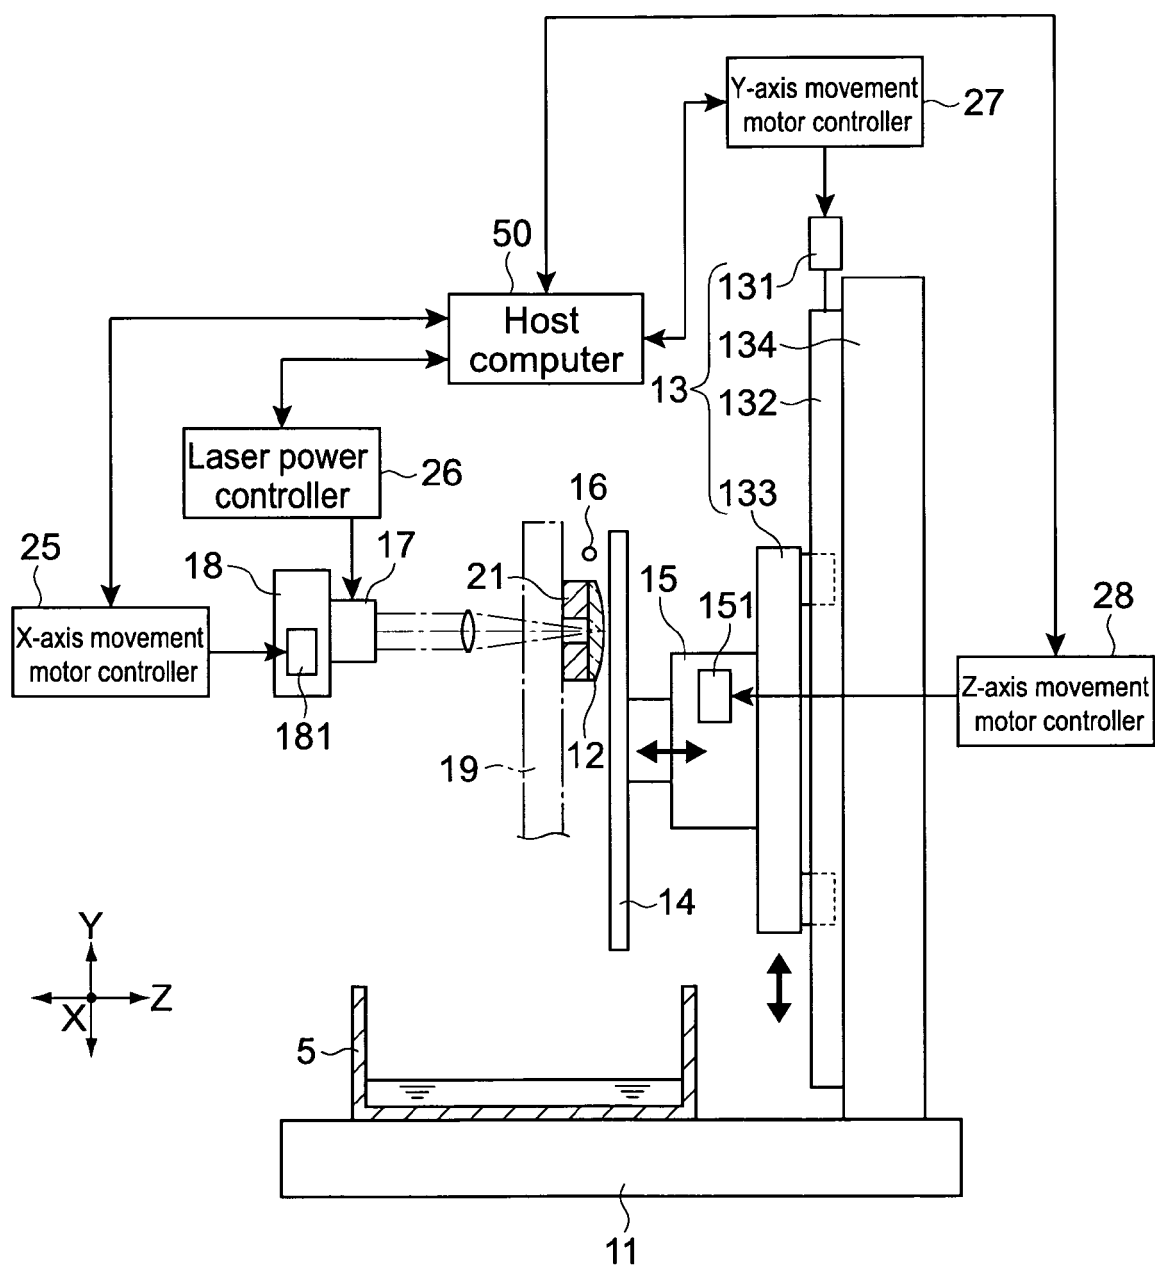 Y-axis movement
motor controller
27
50
131
Host
computer
134
13
132
Laser power
controller
26
133
16
25
18
17
21
15
151
28
X-axis movement
motor controller
Z-axis movement
motor controller
181
19
12
14
Y
X
Z
5
11